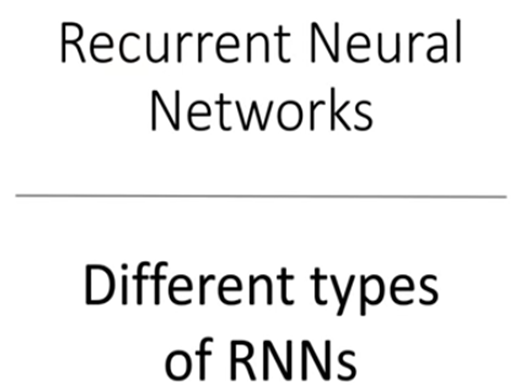 Recurrent Neural
Networks
Different types
of RNNs